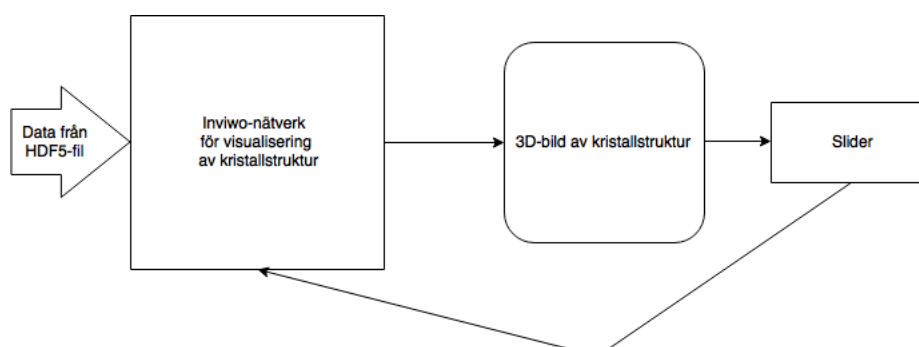 Data från
HDF5-fil
Inviwo-nätverk
för visualisering
av kristallstruktur
3D-bild av kristallstruktur
Slider